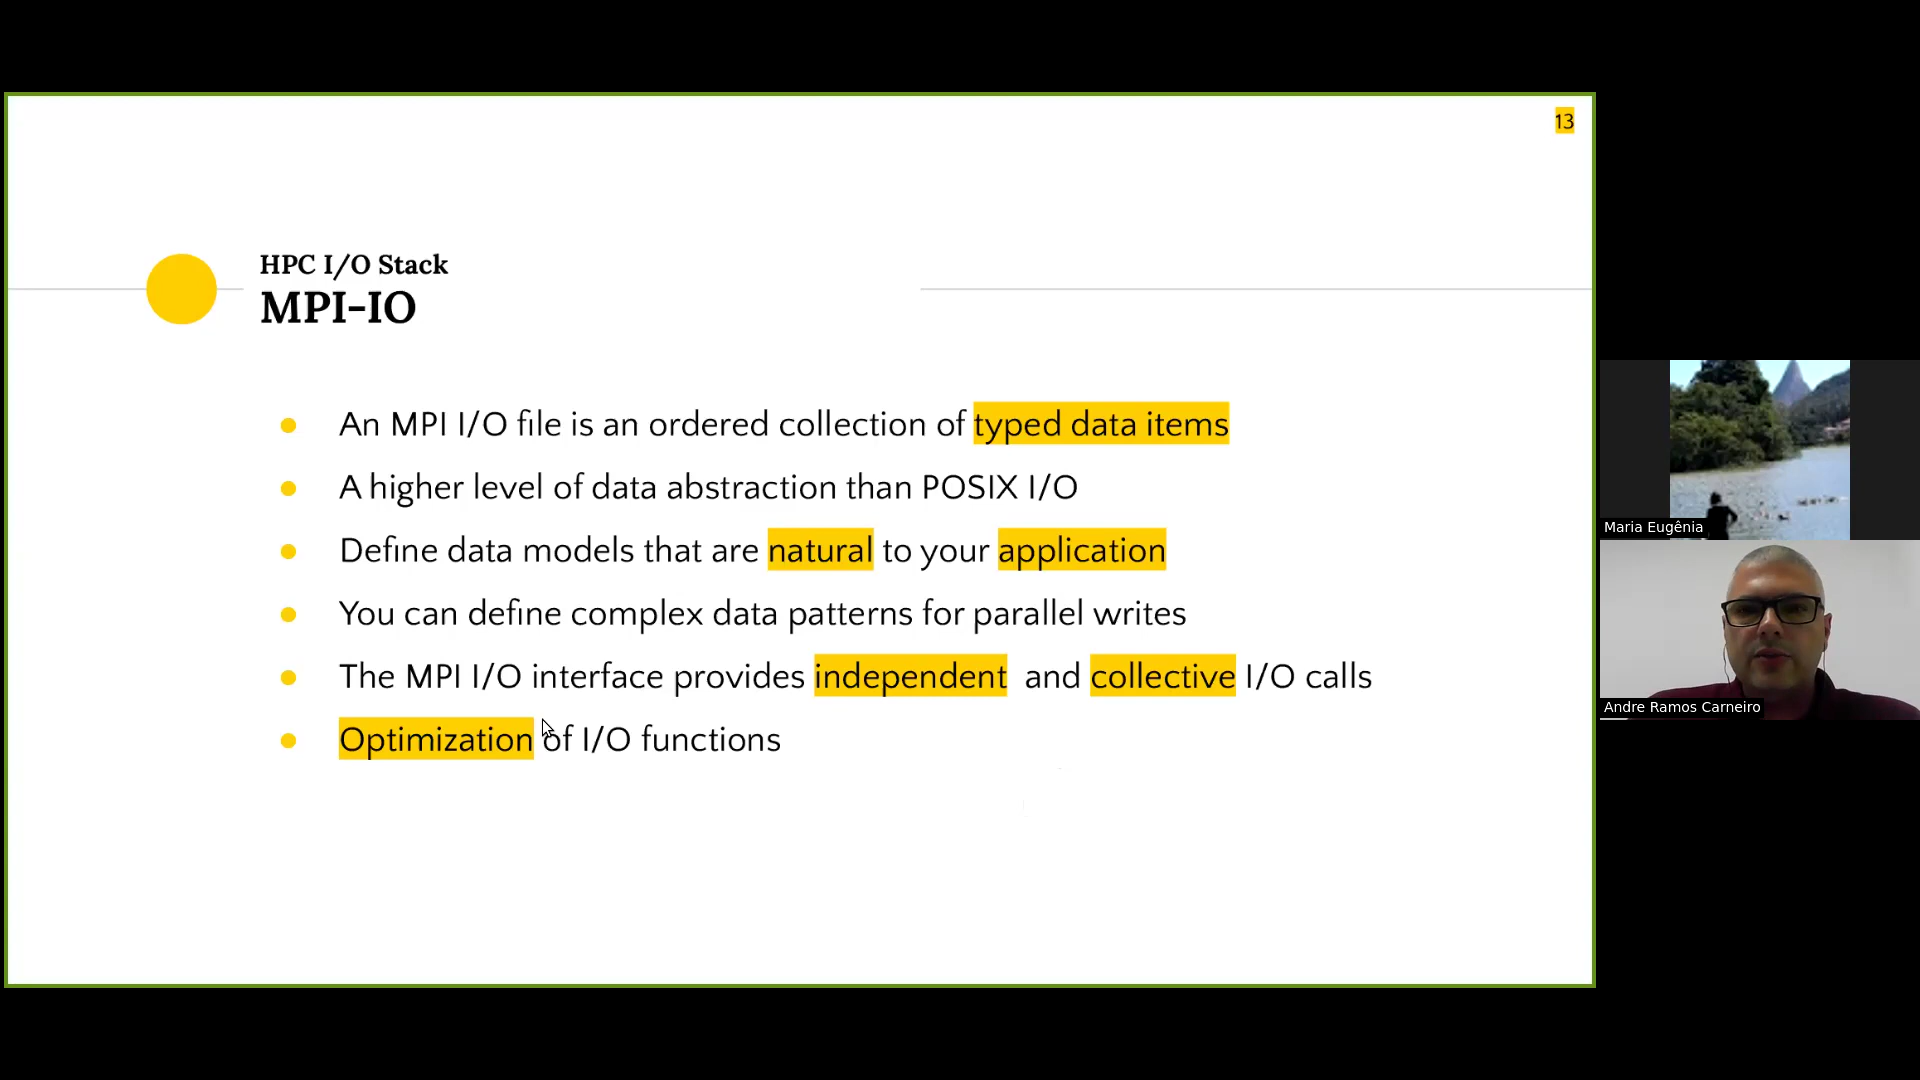 13
HPC I/O Stack
MPI-IO
An MPI I/O file is an ordered collection of typed data items
A higher level of data abstraction than POSIX I/O
Define data models that are natural to your application
You can define complex data patterns for parallel writes
The MPI I/O interface provides independent and collective I/O calls
Optimization of I/O functions
Maria Eugênia
Andre Ramos Carneiro